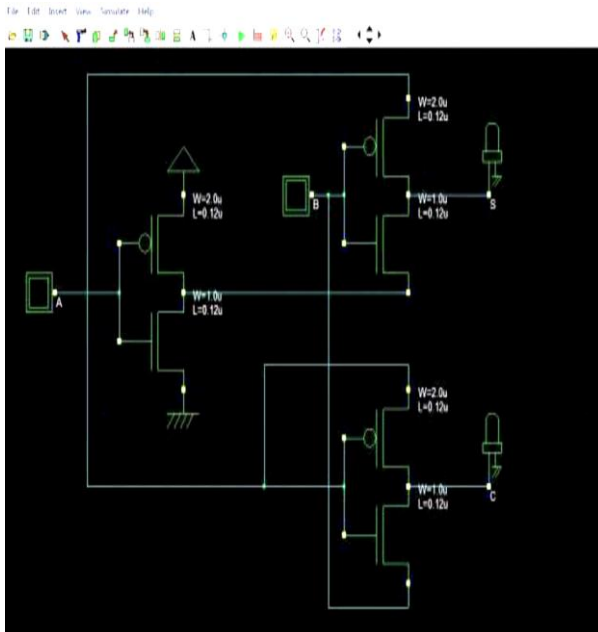 File Edit Insert View Simulate Help
A
W=2.0u
L=0.12u
W=2.0u
L=0.12u
B
W=1.0u
L=0.12u
S
A
W=1.0u
L=0.12u
W=2.0u
L=0.12u
W=1.0u
L=0.12u
C